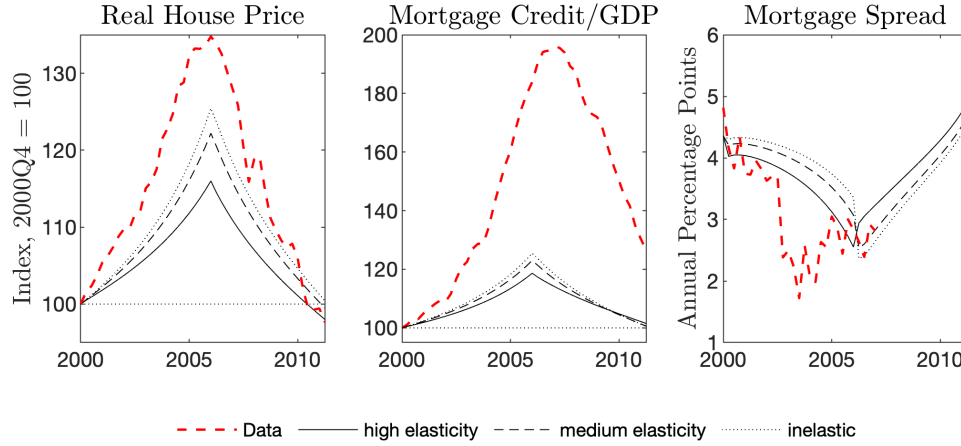 Real House Price
Mortgage Credit/GDP
Mortgage Spread
Index, 2000Q4 = 100
130
120
110
100
2000
2005
2010
200
180
160
140
120
100
2000
2005
2010
Annual Percentage Points
6
5
4
3
2
1
2000
2005
2010
Data
high elasticity
medium elasticity
inelastic